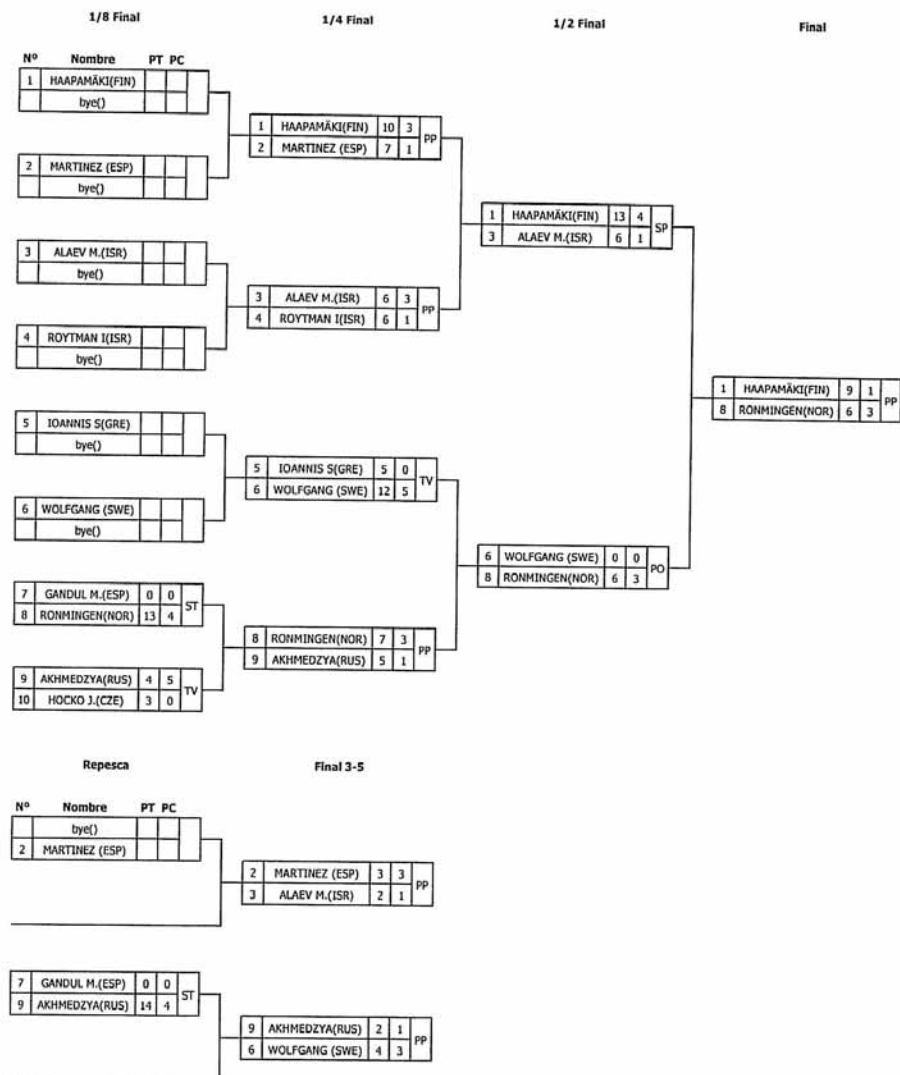 1/8 Final 1/4 Final 1/2 Final Final
Nº Nombre PT PC
1 HAAPAMÄKI(FIN)
bye()
2 MARTINEZ (ESP)
bye()
3 ALAEV M.(ISR)
bye()
4 ROYTMAN I(ISR)
bye()
5 IOANNIS S(GRE)
bye()
6 WOLFGANG (SWE)
bye()
7 GANDUL M.(ESP) 0 0 ST
8 RONMINGEN(NOR) 13 4
9 AKHMEDZYA(RUS) 4 5 TV
10 HOCKO J.(CZE) 3 0
1 HAAPAMÄKI(FIN) 10 3 PP
2 MARTINEZ (ESP) 7 1
3 ALAEV M.(ISR) 6 3 PP
4 ROYTMAN I(ISR) 6 1
5 IOANNIS S(GRE) 5 0 TV
6 WOLFGANG (SWE) 12 5
8 RONMINGEN(NOR) 7 3 PP
9 AKHMEDZYA(RUS) 5 1
1 HAAPAMÄKI(FIN) 13 4 SP
3 ALAEV M.(ISR) 6 1
6 WOLFGANG (SWE) 0 0 PO
8 RONMINGEN(NOR) 6 3
1 HAAPAMÄKI(FIN) 9 1 PP
8 RONMINGEN(NOR) 6 3
Repesca Final 3-5
Nº Nombre PT PC
bye()
2 MARTINEZ (ESP)
7 GANDUL M.(ESP) 0 0 ST
9 AKHMEDZYA(RUS) 14 4
2 MARTINEZ (ESP) 3 3 PP
3 ALAEV M.(ISR) 2 1
9 AKHMEDZYA(RUS) 2 1 PP
6 WOLFGANG (SWE) 4 3